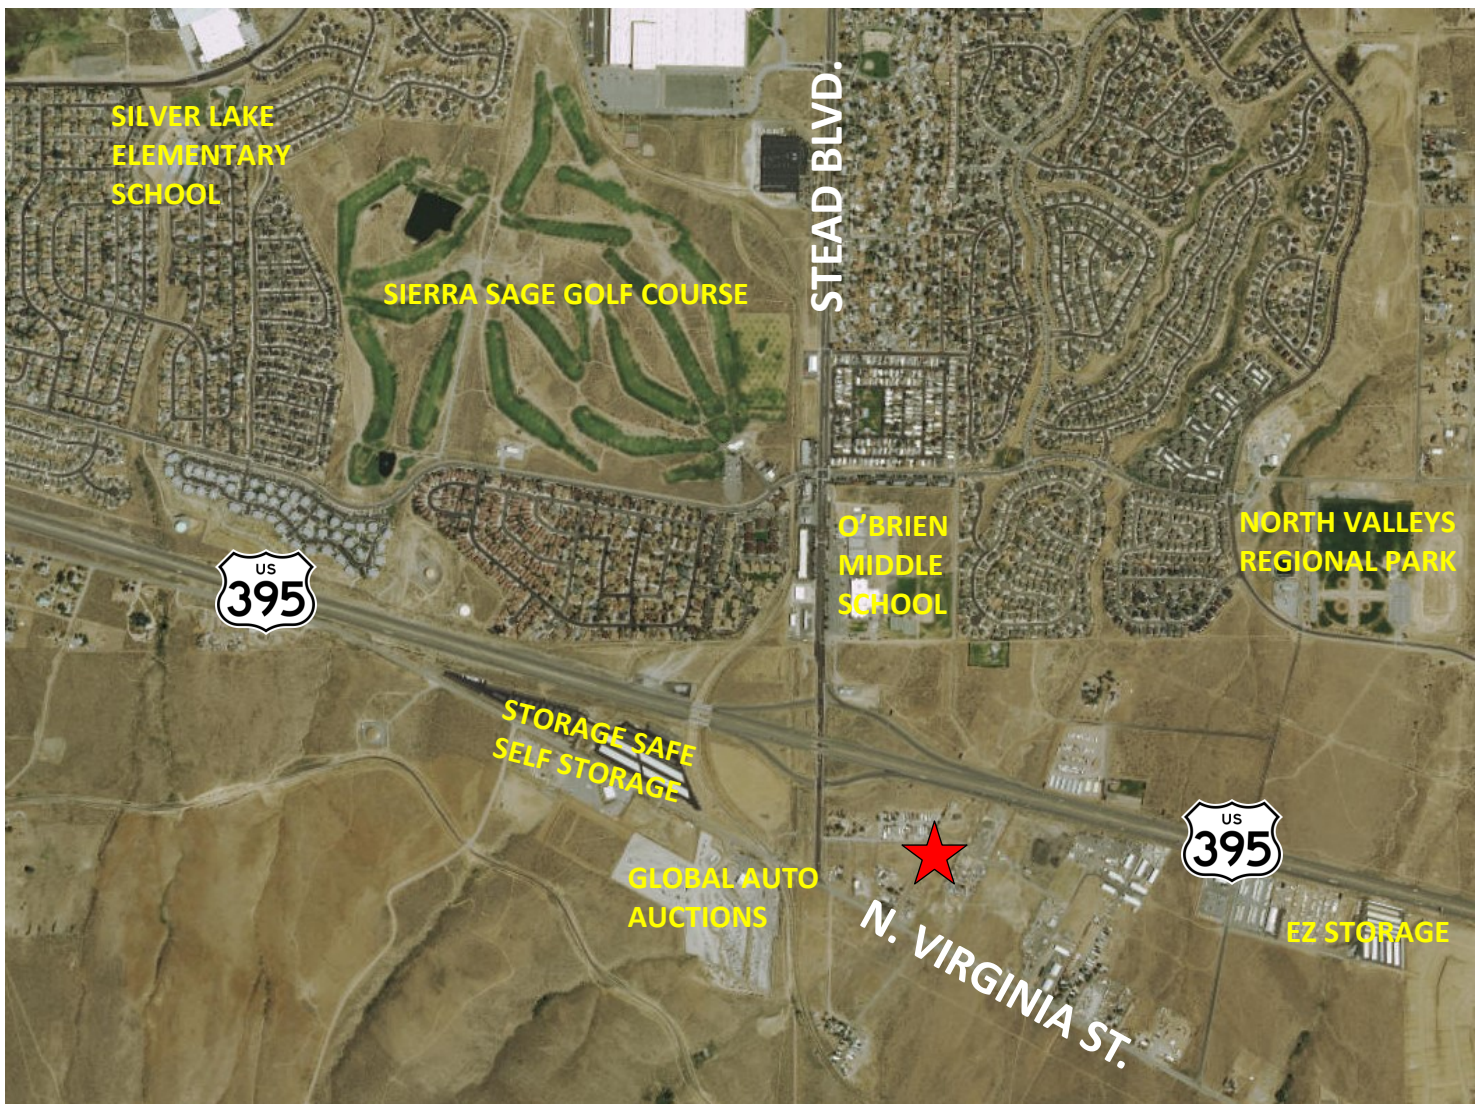 SILVER LAKE
ELEMENTARY
SCHOOL
STEAD BLVD.
SIERRA SAGE GOLF COURSE
O’BRIEN
MIDDLE
SCHOOL
NORTH VALLEYS
REGIONAL PARK
US
395
STORAGE SAFE
SELF STORAGE
US
395
GLOBAL AUTO
AUCTIONS
N. VIRGINIA ST.
EZ STORAGE